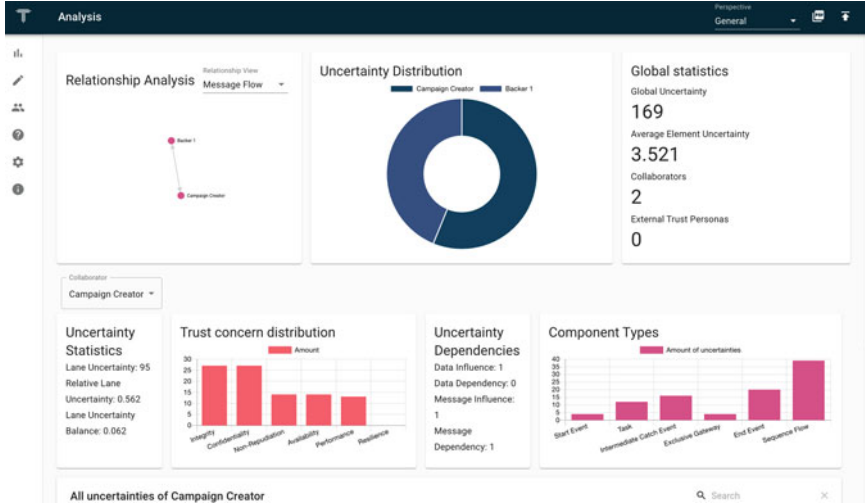 Analysis
Perspective
General
Relationship Analysis
Relationship View
Message Flow
Backer 1
Campaign Creator
Uncertainty Distribution
Campaign Creator
Backer 1
Global statistics
Global Uncertainty
169
Average Element Uncertainty
3.521
Collaborators
2
External Trust Personas
0
Collaborator
Campaign Creator
Uncertainty
Statistics
Lane Uncertainty: 95
Relative Lane
Uncertainty: 0.562
Lane Uncertainty
Balance: 0.062
Trust concern distribution
Amount
30
25
20
15
10
5
0
Integrity
Confidentiality
Non-Repudiation
Availability
Performance
Resilience
Uncertainty
Dependencies
Data Influence: 1
Data Dependency: 0
Message Influence:
1
Message
Dependency: 1
Component Types
Amount of uncertainties
40
35
30
25
20
15
10
5
0
Start Event
Task
Intermediate Catch Event
Exclusive Gateway
End Event
Sequence Flow
All uncertainties of Campaign Creator
Search